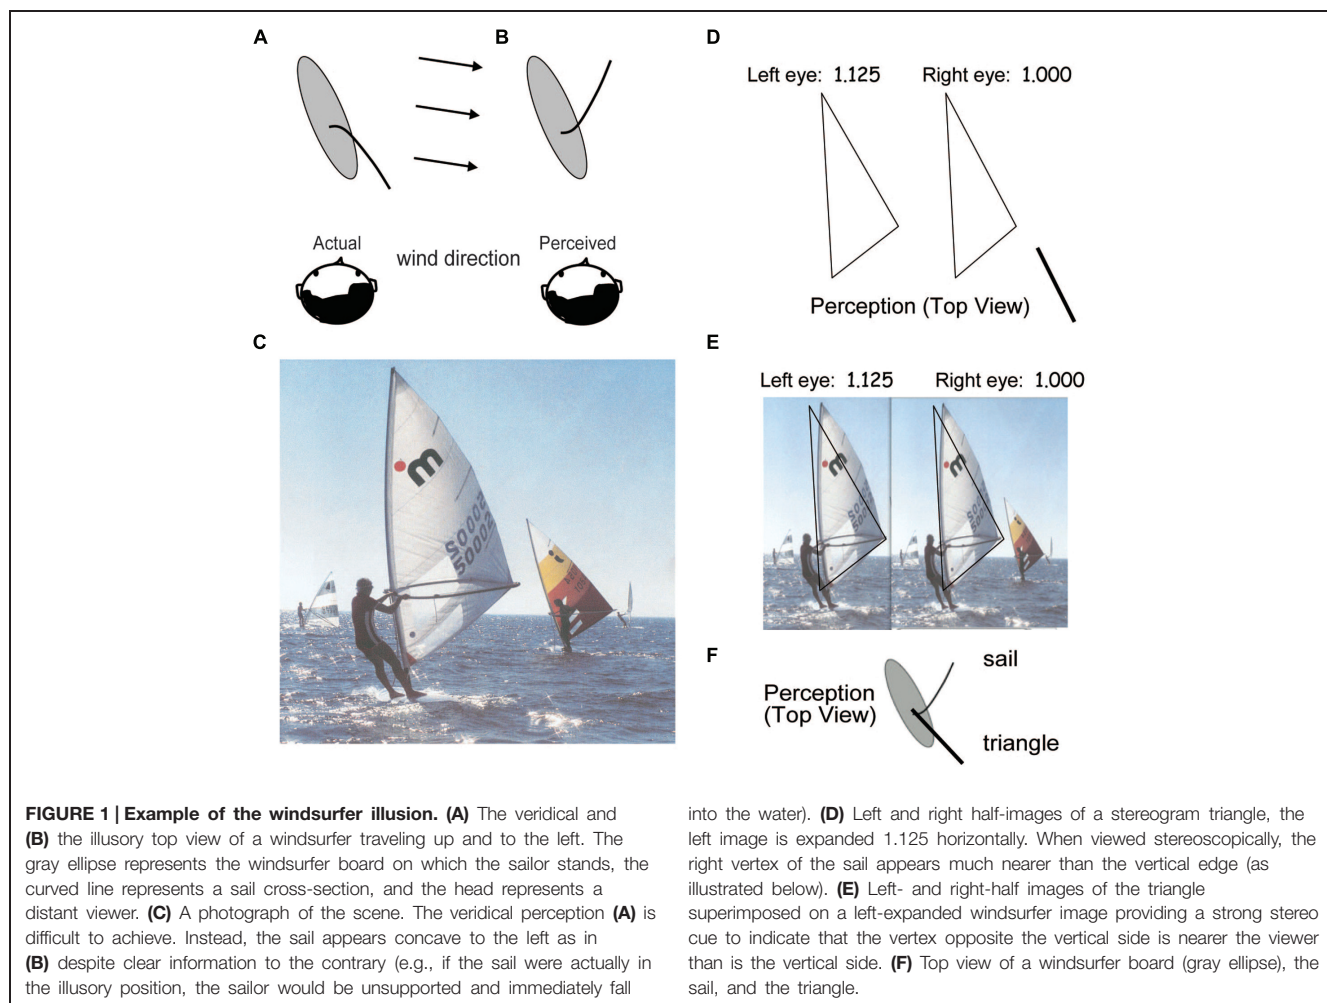 A
B
Actual
wind direction
Perceived
D
Left eye: 1.125
Right eye: 1.000
Perception (Top View)
C
m
S0002
50002
E
Left eye: 1.125
Right eye: 1.000
m
S0002
50002
m
S0002
50002
F
Perception
(Top View)
sail
triangle
FIGURE 1 | Example of the windsurfer illusion. (A) The veridical and
(B) the illusory top view of a windsurfer traveling up and to the left. The
gray ellipse represents the windsurfer board on which the sailor stands, the
curved line represents a sail cross-section, and the head represents a
distant viewer. (C) A photograph of the scene. The veridical perception (A) is
difficult to achieve. Instead, the sail appears concave to the left as in
(B) despite clear information to the contrary (e.g., if the sail were actually in
the illusory position, the sailor would be unsupported and immediately fall
into the water). (D) Left and right half-images of a stereogram triangle, the
left image is expanded 1.125 horizontally. When viewed stereoscopically, the
right vertex of the sail appears much nearer than the vertical edge (as
illustrated below). (E) Left- and right-half images of the triangle
superimposed on a left-expanded windsurfer image providing a strong stereo
cue to indicate that the vertex opposite the vertical side is nearer the viewer
than is the vertical side. (F) Top view of a windsurfer board (gray ellipse), the
sail, and the triangle.